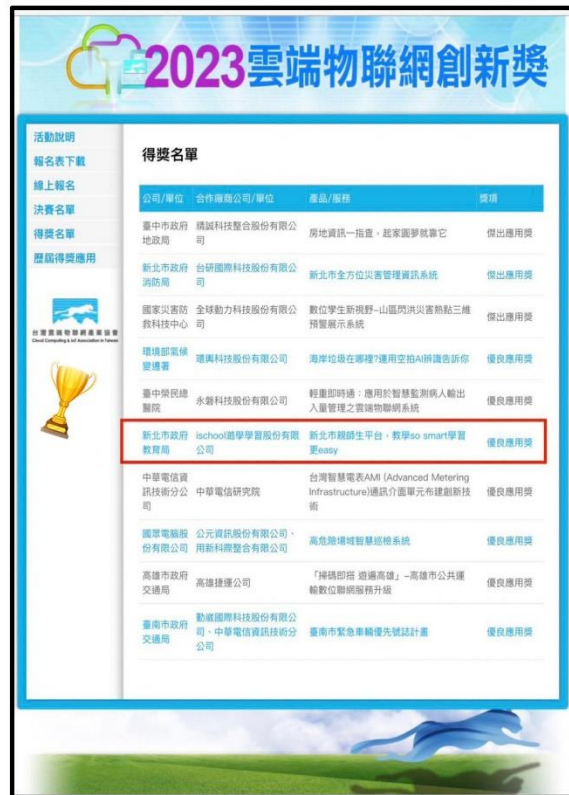 2023雲端物聯網創新獎
活動說明
報名表下載
線上報名
決賽名單
得獎名單
歷屆得獎應用
台灣雲端物聯網產業協會
Cloud Computing & IoT Association in Taiwan
得獎名單
公司/單位 合作廠商公司/單位 產品/服務 獎項
臺中市政府 精誠科技整合股份有限公 房地資訊一指查,起家圓夢就靠它 傑出應用獎
地政局 司
新北市政府 台研國際科技股份有限公 新北市全方位災害管理資訊系統 傑出應用獎
消防局 司
國家災害防 全球動力科技股份有限公 數位孿生新視野–山區閃洪災害熱點三維 傑出應用獎
救科技中心 司 預警展示系統
環境部氣候 環輿科技股份有限公司 海岸垃圾在哪裡?運用空拍AI辨識告訴你 優良應用獎
變遷署
臺中榮民總 永磐科技股份有限公司 輕重即時通:應用於智慧監測病人輸出 優良應用獎
醫院 入量管理之雲端物聯網系統
新北市政府 ischool澔學學習股份有限 新北市親師生平台,教學so smart學習 優良應用獎
教育局 公司 更easy
中華電信資 中華電信研究院 台灣智慧電表AMI (Advanced Metering 優良應用獎
訊技術分公 Infrastructure)通訊介面單元布建創新技
司 術
國眾電腦股 公元資訊股份有限公司、 高危險場域智慧巡檢系統 優良應用獎
份有限公司 用新科際整合有限公司
高雄市政府 高雄捷運公司 「掃碼即搭 遊遍高雄」–高雄市公共運 優良應用獎
交通局 輸數位聯網服務升級
臺南市政府 勤崴國際科技股份有限公 臺南市緊急車輛優先號誌計畫 優良應用獎
交通局 司、中華電信資訊技術分
公司